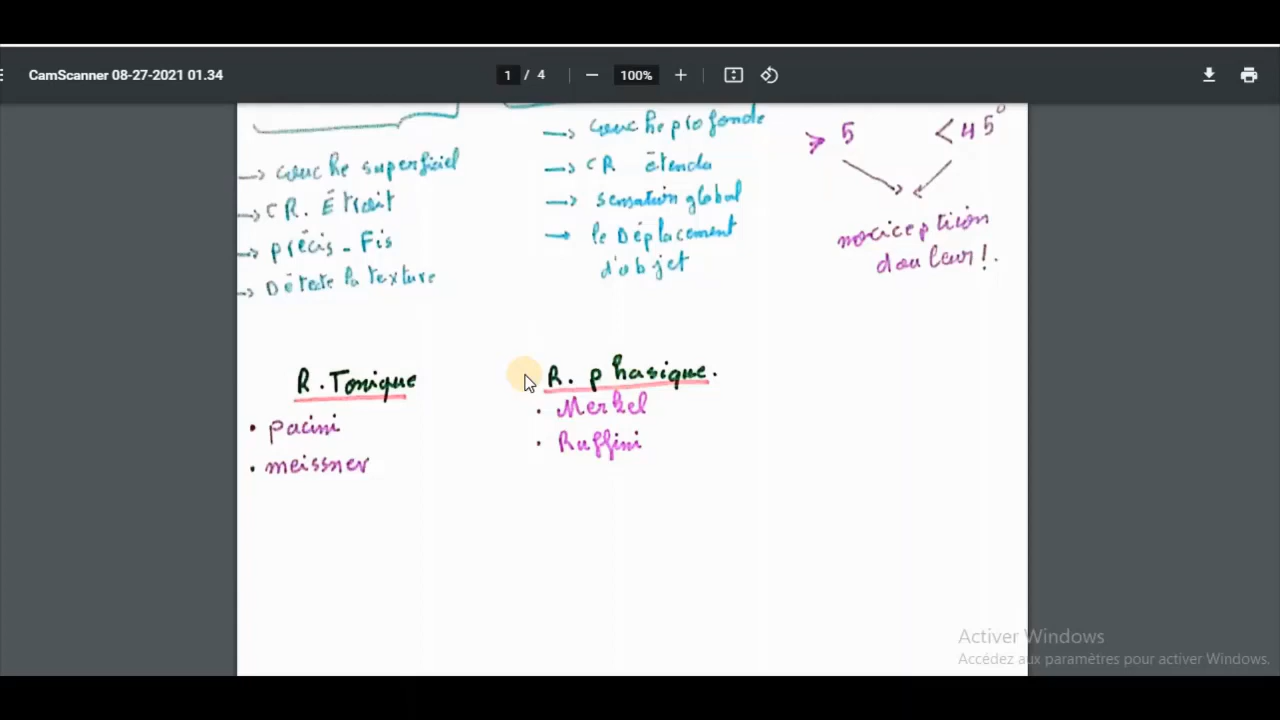 CamScanner 08-27-2021 01.34
1 / 4
100%
→ couche superficiel
→ CR. Étroit
→ précis - Fis
→ Détecte la texture
→ couche profonde
→ CR étendu
→ sensation global
→ le Déplacement
d'objet
> 5
< 45°
nociception
douleur !.
R. Tonique
• pacini
• meissner
R. phasique.
• Merkel
• Ruffini
Activer Windows
Accédez aux paramètres pour activer Windows.